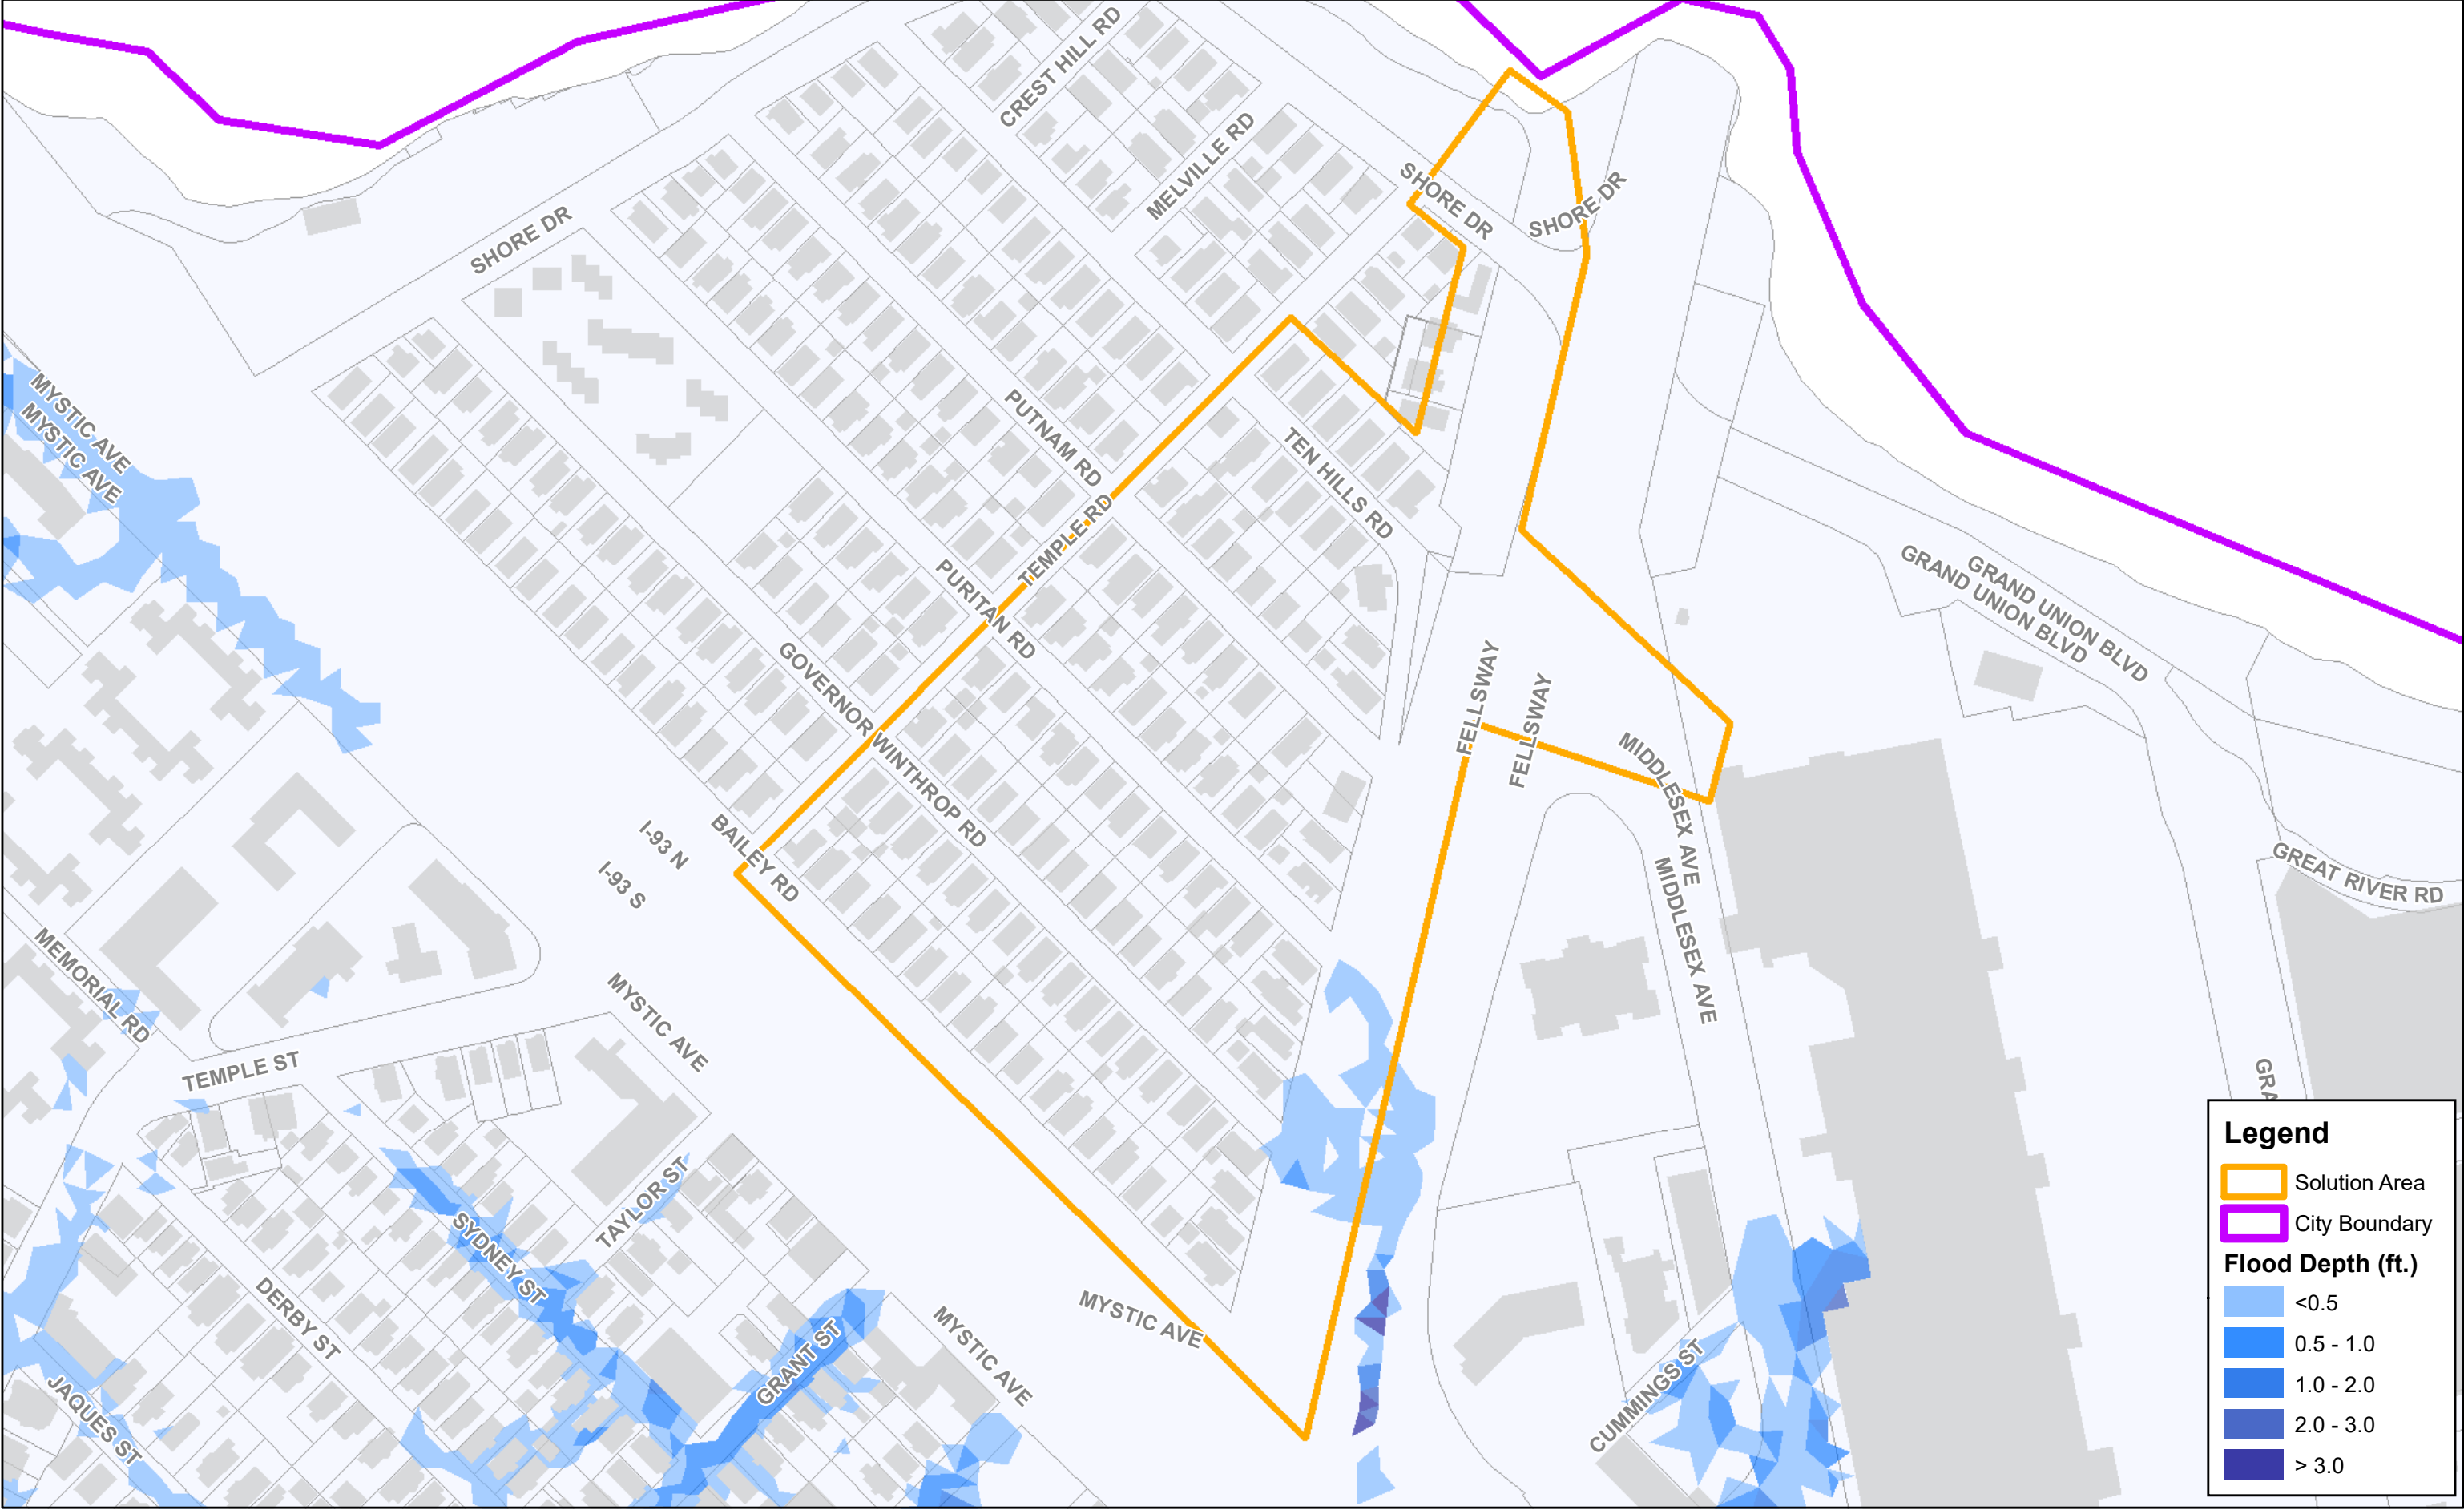 CREST HILL RD
MELVILLE RD
SHORE DR
SHORE DR
SHORE DR
MYSTIC AVE
MYSTIC AVE
PUTNAM RD
TEN HILLS RD
TEMPLE RD
PURITAN RD
GRAND UNION BLVD
GRAND UNION BLVD
GOVERNOR WINTHROP RD
FELLSWAY
FELLSWAY
MIDDLESEX AVE
MIDDLESEX AVE
BAILEY RD
I-93 N
I-93 S
GREAT RIVER RD
MEMORIAL RD
MYSTIC AVE
TEMPLE ST
GRA
TAYLOR ST
SYDNEY ST
DERBY ST
MYSTIC AVE
GRANT ST
MYSTIC AVE
JAQUES ST
CUMMINGS ST
Legend
Solution Area
City Boundary
Flood Depth (ft.)
<0.5
0.5 - 1.0
1.0 - 2.0
2.0 - 3.0
> 3.0